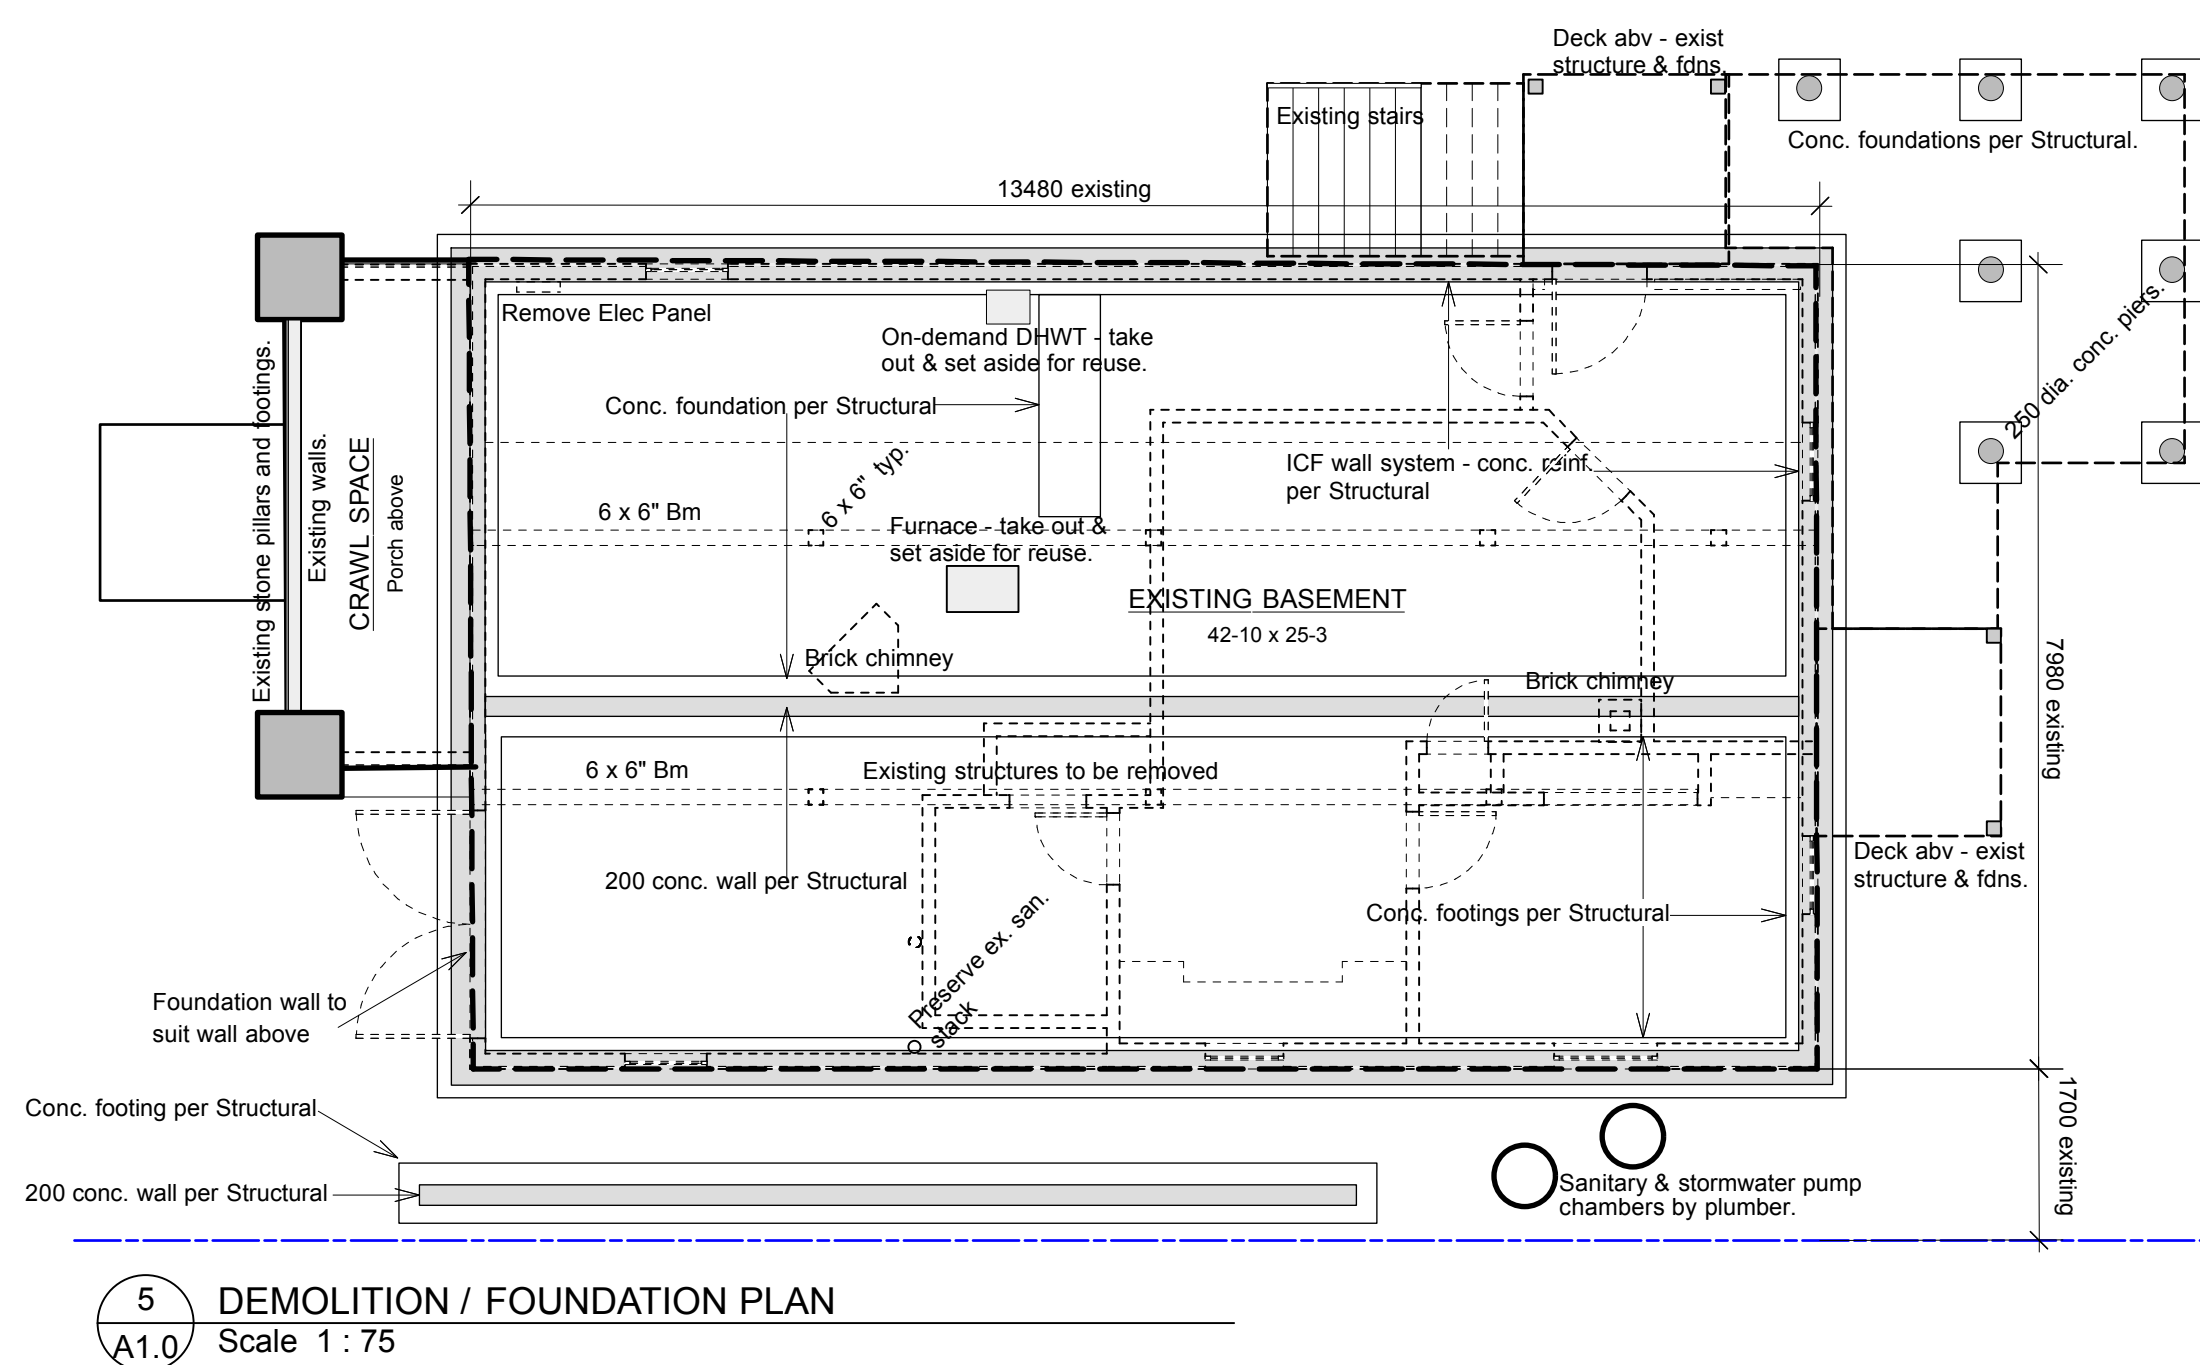 Deck abv - exist
structure & fdns.
Existing stairs
Conc. foundations per Structural.
13480 existing
Remove Elec Panel
On-demand DHWT - take
out & set aside for reuse.
Conc. foundation per Structural
250 dia. conc. piers.
Existing stone pillars and footings.
Existing walls.
CRAWL SPACE
Porch above
6 x 6" Bm
6 x 6" typ.
ICF wall system - conc. reinf.
per Structural
Furnace - take out &
set aside for reuse.
EXISTING BASEMENT
42-10 x 25-3
Brick chimney
Brick chimney
7980 existing
6 x 6" Bm
Existing structures to be removed
Deck abv - exist
structure & fdns.
200 conc. wall per Structural
Conc. footings per Structural
Preserve ex. san.
stack
Foundation wall to
suit wall above
Conc. footing per Structural
1700 existing
200 conc. wall per Structural
Sanitary & stormwater pump
chambers by plumber.
5
A1.0
DEMOLITION / FOUNDATION PLAN
Scale 1 : 75